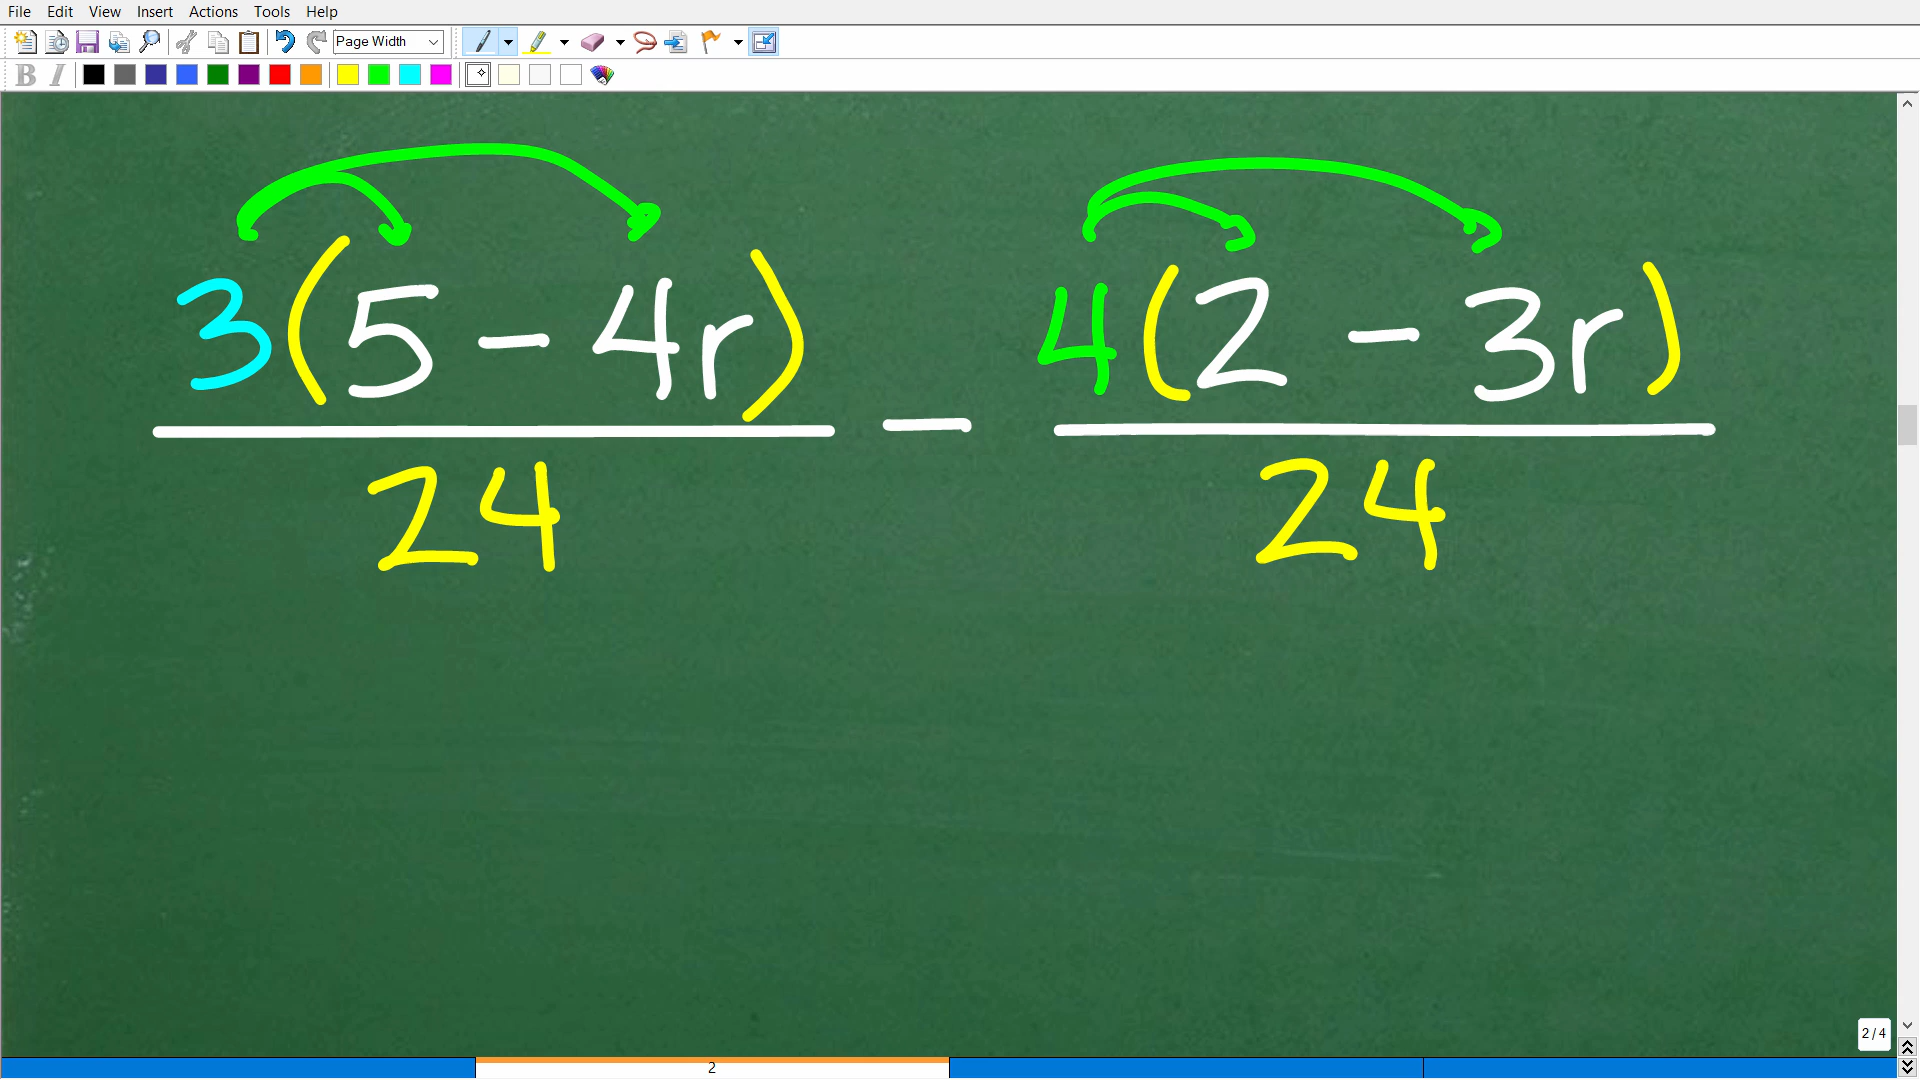 File Edit View Insert Actions Tools Help
Page Width
B I
3(5 - 4r) - 4(2 - 3r)
24 24
2 / 4
2